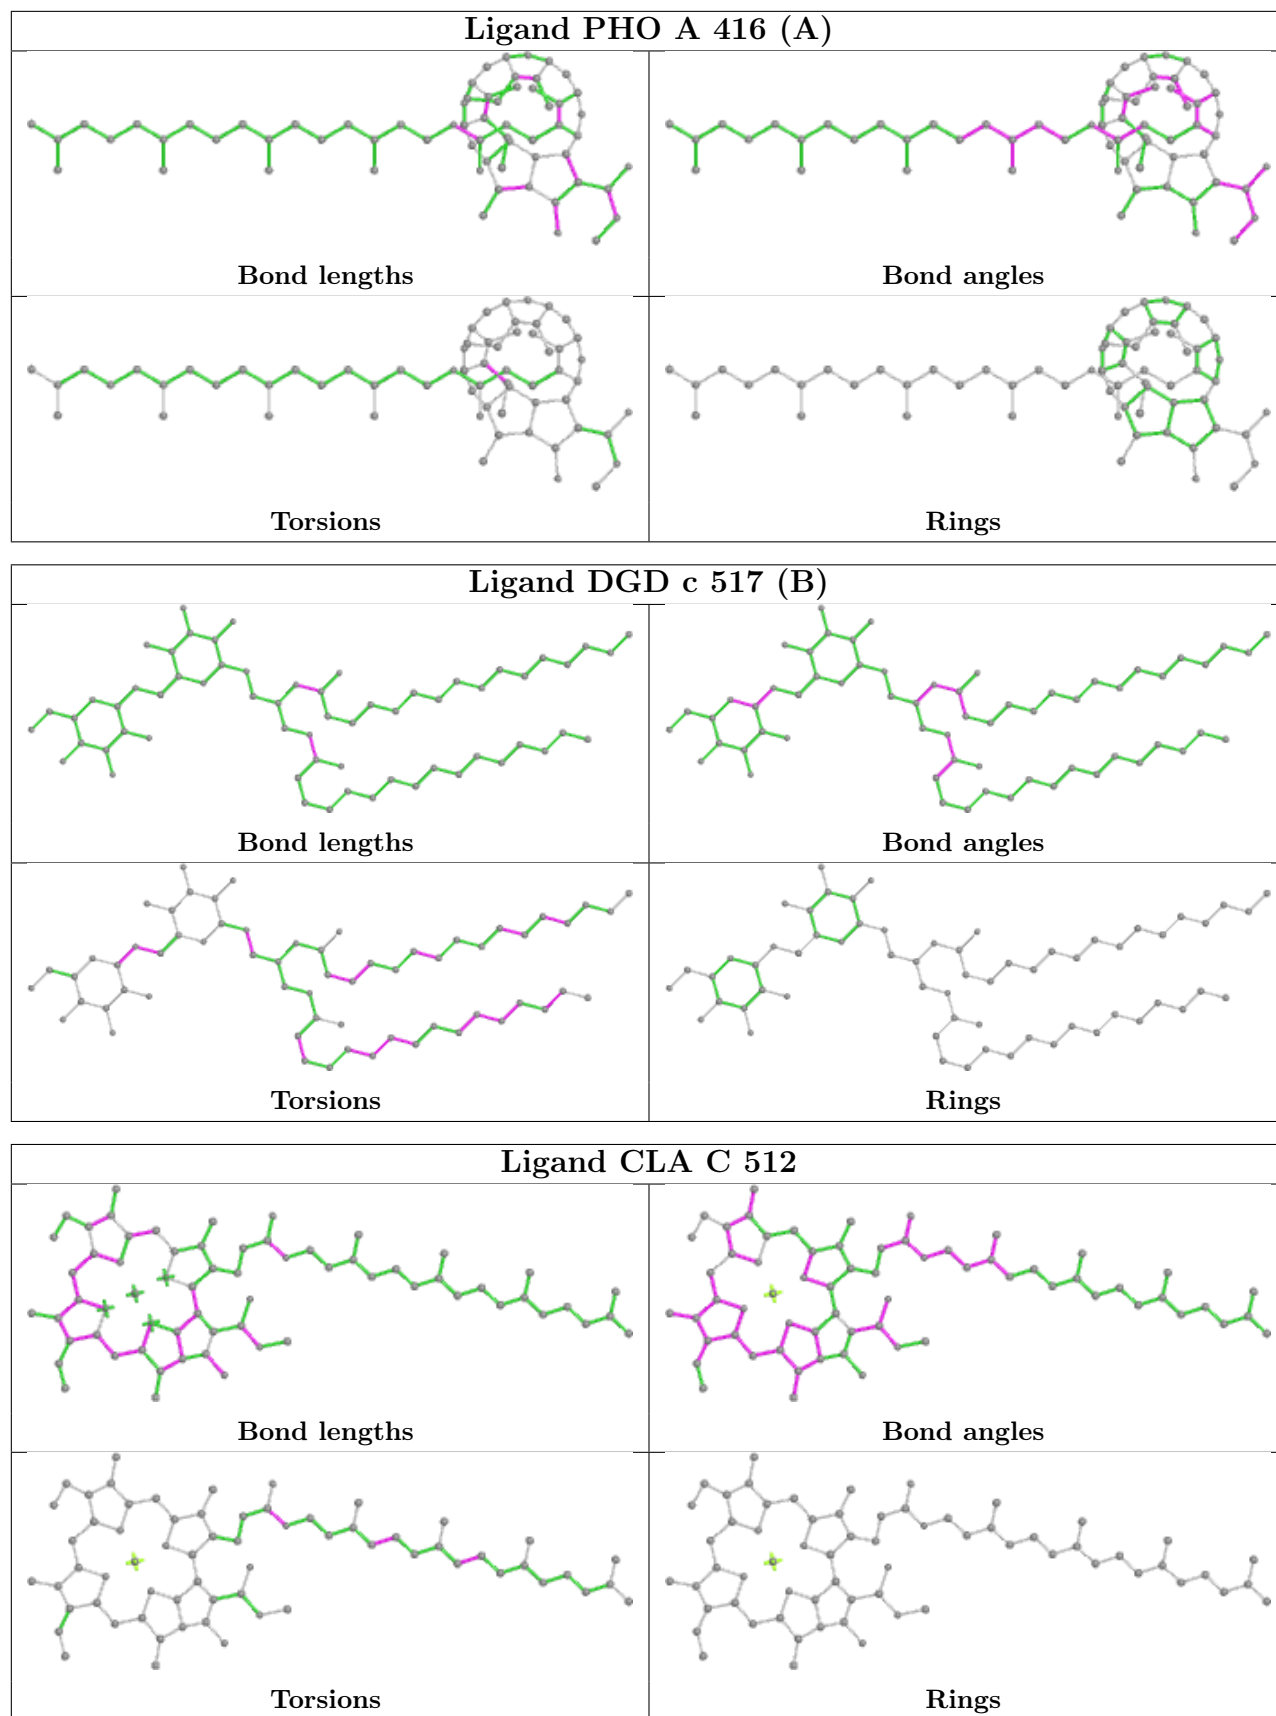 Ligand PHO A 416 (A)
Bond lengths
Bond angles
Torsions
Rings
Ligand DGD c 517 (B)
Bond lengths
Bond angles
Torsions
Rings
Ligand CLA C 512
Bond lengths
Bond angles
Torsions
Rings